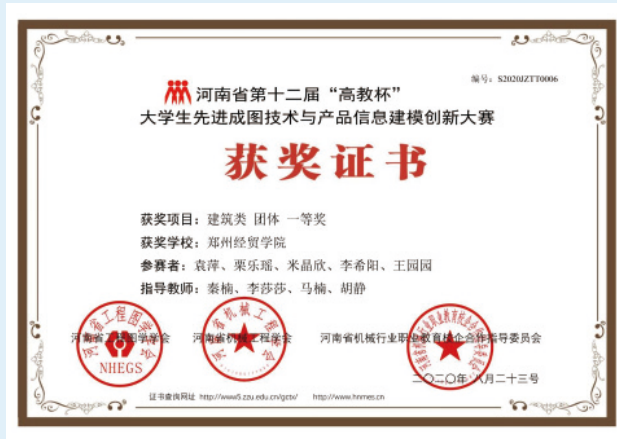 编号：S2020JZTT0006
河南省第十二届“高教杯”
大学生先进成图技术与产品信息建模创新大赛
获奖证书
获奖项目：建筑类 团体 一等奖
获奖学校：郑州经贸学院
参赛者：袁萍、栗乐瑶、米晶欣、李希阳、王园园
指导教师：秦楠、李莎莎、马楠、胡静
河南省工程图学学会 河南省机械工程学会 河南省机械行业职业教育校企合作指导委员会
NHEGS
二〇二〇年 八月二十三号
证书查询网址 http://www5.zzu.edu.cn/gctx/ http://www.hnmes.cn